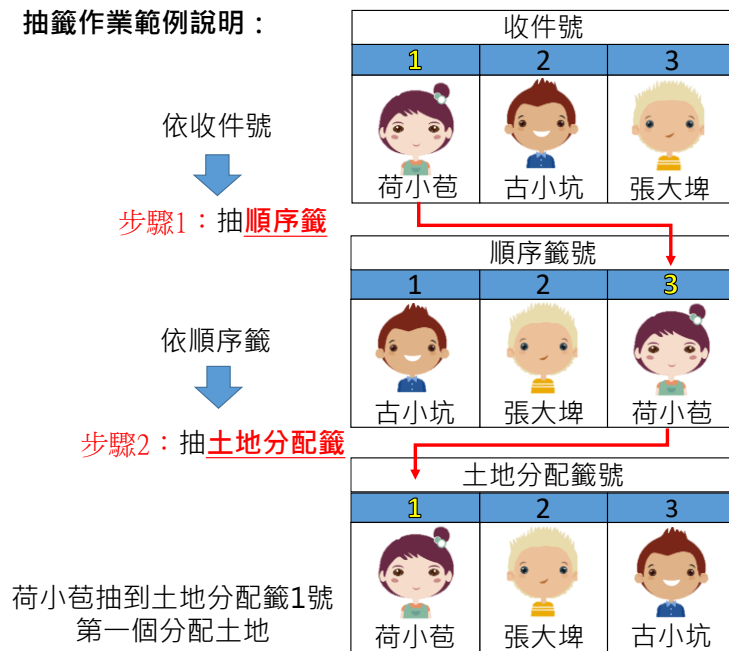 抽籤作業範例說明：
收件號
1 2 3
荷小苞 古小坑 張大埤
依收件號
步驟1：抽順序籤
順序籤號
1 2 3
古小坑 張大埤 荷小苞
依順序籤
步驟2：抽土地分配籤
土地分配籤號
1 2 3
荷小苞 張大埤 古小坑
荷小苞抽到土地分配籤1號
第一個分配土地